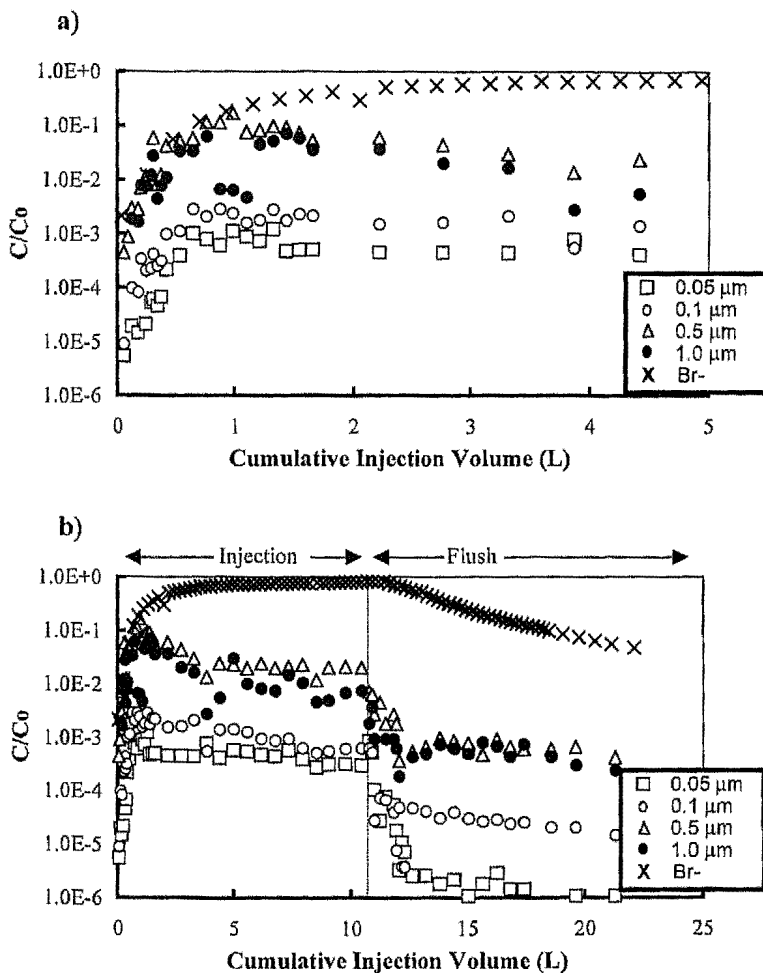 a)
1.0E+0
1.0E-1
1.0E-2
1.0E-3
1.0E-4
1.0E-5
1.0E-6
C/Co
0 1 2 3 4 5
Cumulative Injection Volume (L)
0.05 µm
0.1 µm
0.5 µm
1.0 µm
Br-
b)
Injection Flush
1.0E+0
1.0E-1
1.0E-2
1.0E-3
1.0E-4
1.0E-5
1.0E-6
C/Co
0 5 10 15 20 25
Cumulative Injection Volume (L)
0.05 µm
0.1 µm
0.5 µm
1.0 µm
Br-